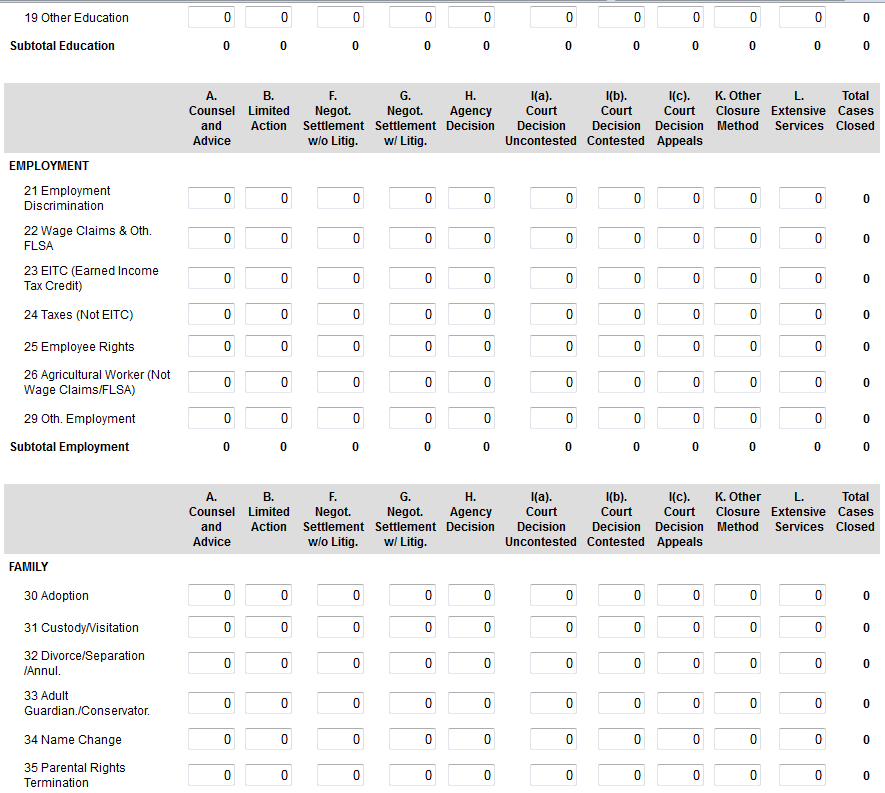 19 Other Education 0 0 0 0 0 0 0 0 0 0 0
Subtotal Education 0 0 0 0 0 0 0 0 0 0 0
A. B. F. G. H. I(a). I(b). I(c). K. Other L. Total
Counsel Limited Negot. Negot. Agency Court Court Court Closure Extensive Cases
and Action Settlement Settlement Decision Decision Decision Decision Method Services Closed
Advice w/o Litig. w/ Litig. Uncontested Contested Appeals
EMPLOYMENT
21 Employment
Discrimination 0 0 0 0 0 0 0 0 0 0 0
22 Wage Claims & Oth.
FLSA 0 0 0 0 0 0 0 0 0 0 0
23 EITC (Earned Income
Tax Credit) 0 0 0 0 0 0 0 0 0 0 0
24 Taxes (Not EITC) 0 0 0 0 0 0 0 0 0 0 0
25 Employee Rights 0 0 0 0 0 0 0 0 0 0 0
26 Agricultural Worker (Not
Wage Claims/FLSA) 0 0 0 0 0 0 0 0 0 0 0
29 Oth. Employment 0 0 0 0 0 0 0 0 0 0 0
Subtotal Employment 0 0 0 0 0 0 0 0 0 0 0
A. B. F. G. H. I(a). I(b). I(c). K. Other L. Total
Counsel Limited Negot. Negot. Agency Court Court Court Closure Extensive Cases
and Action Settlement Settlement Decision Decision Decision Decision Method Services Closed
Advice w/o Litig. w/ Litig. Uncontested Contested Appeals
FAMILY
30 Adoption 0 0 0 0 0 0 0 0 0 0 0
31 Custody/Visitation 0 0 0 0 0 0 0 0 0 0 0
32 Divorce/Separation
/Annul. 0 0 0 0 0 0 0 0 0 0 0
33 Adult
Guardian./Conservator. 0 0 0 0 0 0 0 0 0 0 0
34 Name Change 0 0 0 0 0 0 0 0 0 0 0
35 Parental Rights
Termination 0 0 0 0 0 0 0 0 0 0 0